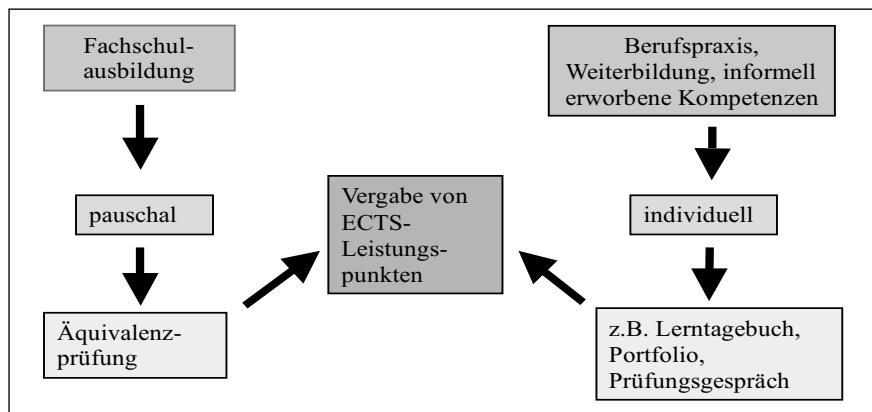 Fachschul-
ausbildung
pauschal
Äquivalenz-
prüfung
Vergabe von
ECTS-
Leistungs-
punkten
Berufspraxis,
Weiterbildung, informell
erworbene Kompetenzen
individuell
z.B. Lerntagebuch,
Portfolio,
Prüfungsgespräch